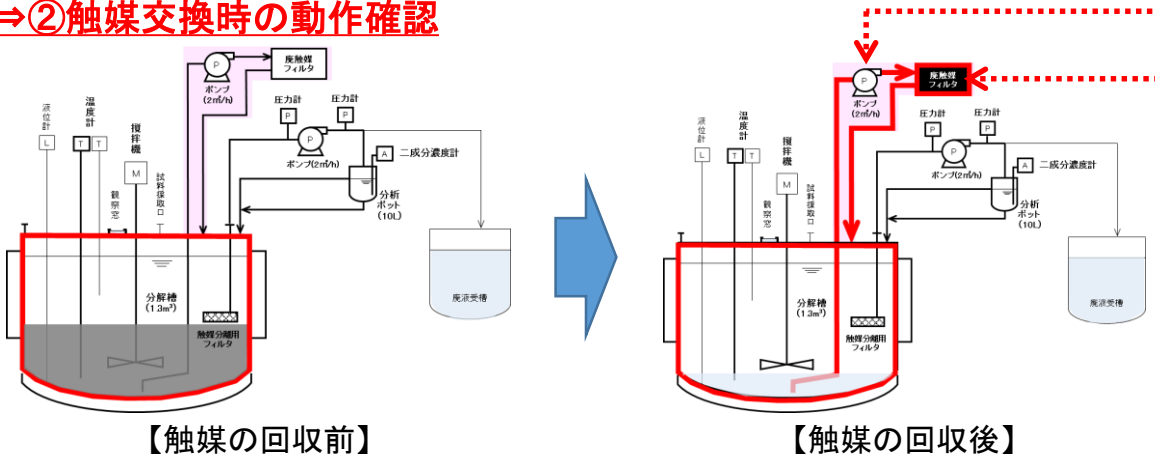 ⇒②触媒交換時の動作確認
廃触媒
フィルタ
P
ポンプ
(2㎥/h)
圧力計
圧力計
P
P
液位計
温度計
攪拌機
L
T
T
M
P
ポンプ(2㎥/h)
A
二成分濃度計
観察窓
試料採取口
分析
ポット
(10L)
分解槽
(1.3m³)
触媒分離用
フィルタ
廃液受槽
【触媒の回収前】
廃触媒
フィルタ
P
ポンプ
(2㎥/h)
圧力計
圧力計
P
P
液位計
温度計
攪拌機
L
T
T
M
P
ポンプ(2㎥/h)
A
二成分濃度計
観察窓
試料採取口
分析
ポット
(10L)
分解槽
(1.3m³)
触媒分離用
フィルタ
廃液受槽
【触媒の回収後】